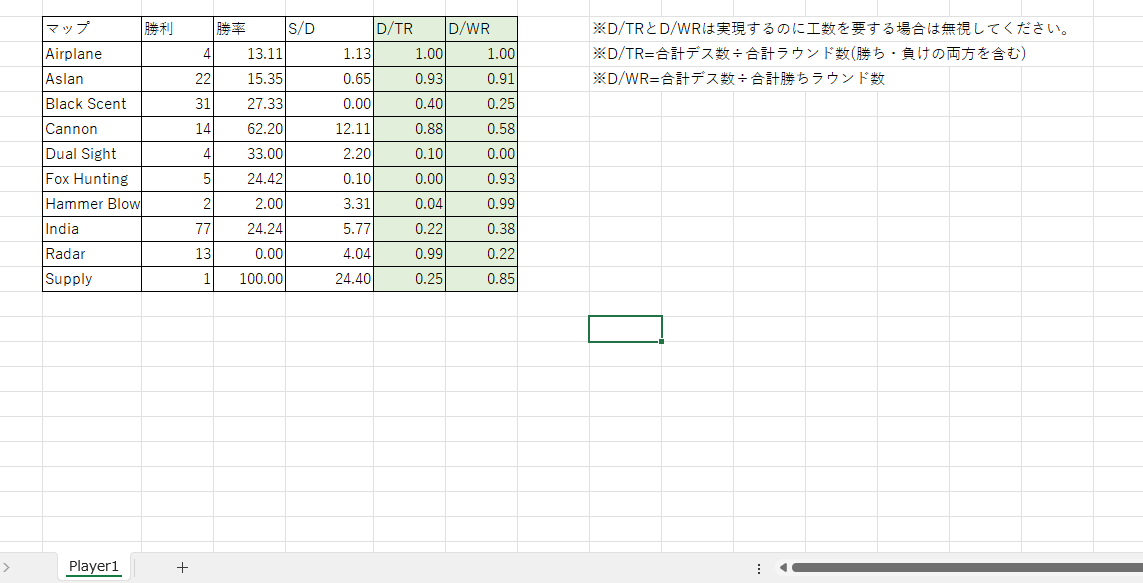 マップ 勝利 勝率 S/D D/TR D/WR
Airplane 4 13.11 1.13 1.00 1.00
Aslan 22 15.35 0.65 0.93 0.91
Black Scent 31 27.33 0.00 0.40 0.25
Cannon 14 62.20 12.11 0.88 0.58
Dual Sight 4 33.00 2.20 0.10 0.00
Fox Hunting 5 24.42 0.10 0.00 0.93
Hammer Blow 2 2.00 3.31 0.04 0.99
India 77 24.24 5.77 0.22 0.38
Radar 13 0.00 4.04 0.99 0.22
Supply 1 100.00 24.40 0.25 0.85
※D/TRとD/WRは実現するのに工数を要する場合は無視してください。
※D/TR=合計デス数÷合計ラウンド数(勝ち・負けの両方を含む)
※D/WR=合計デス数÷合計勝ちラウンド数
Player1